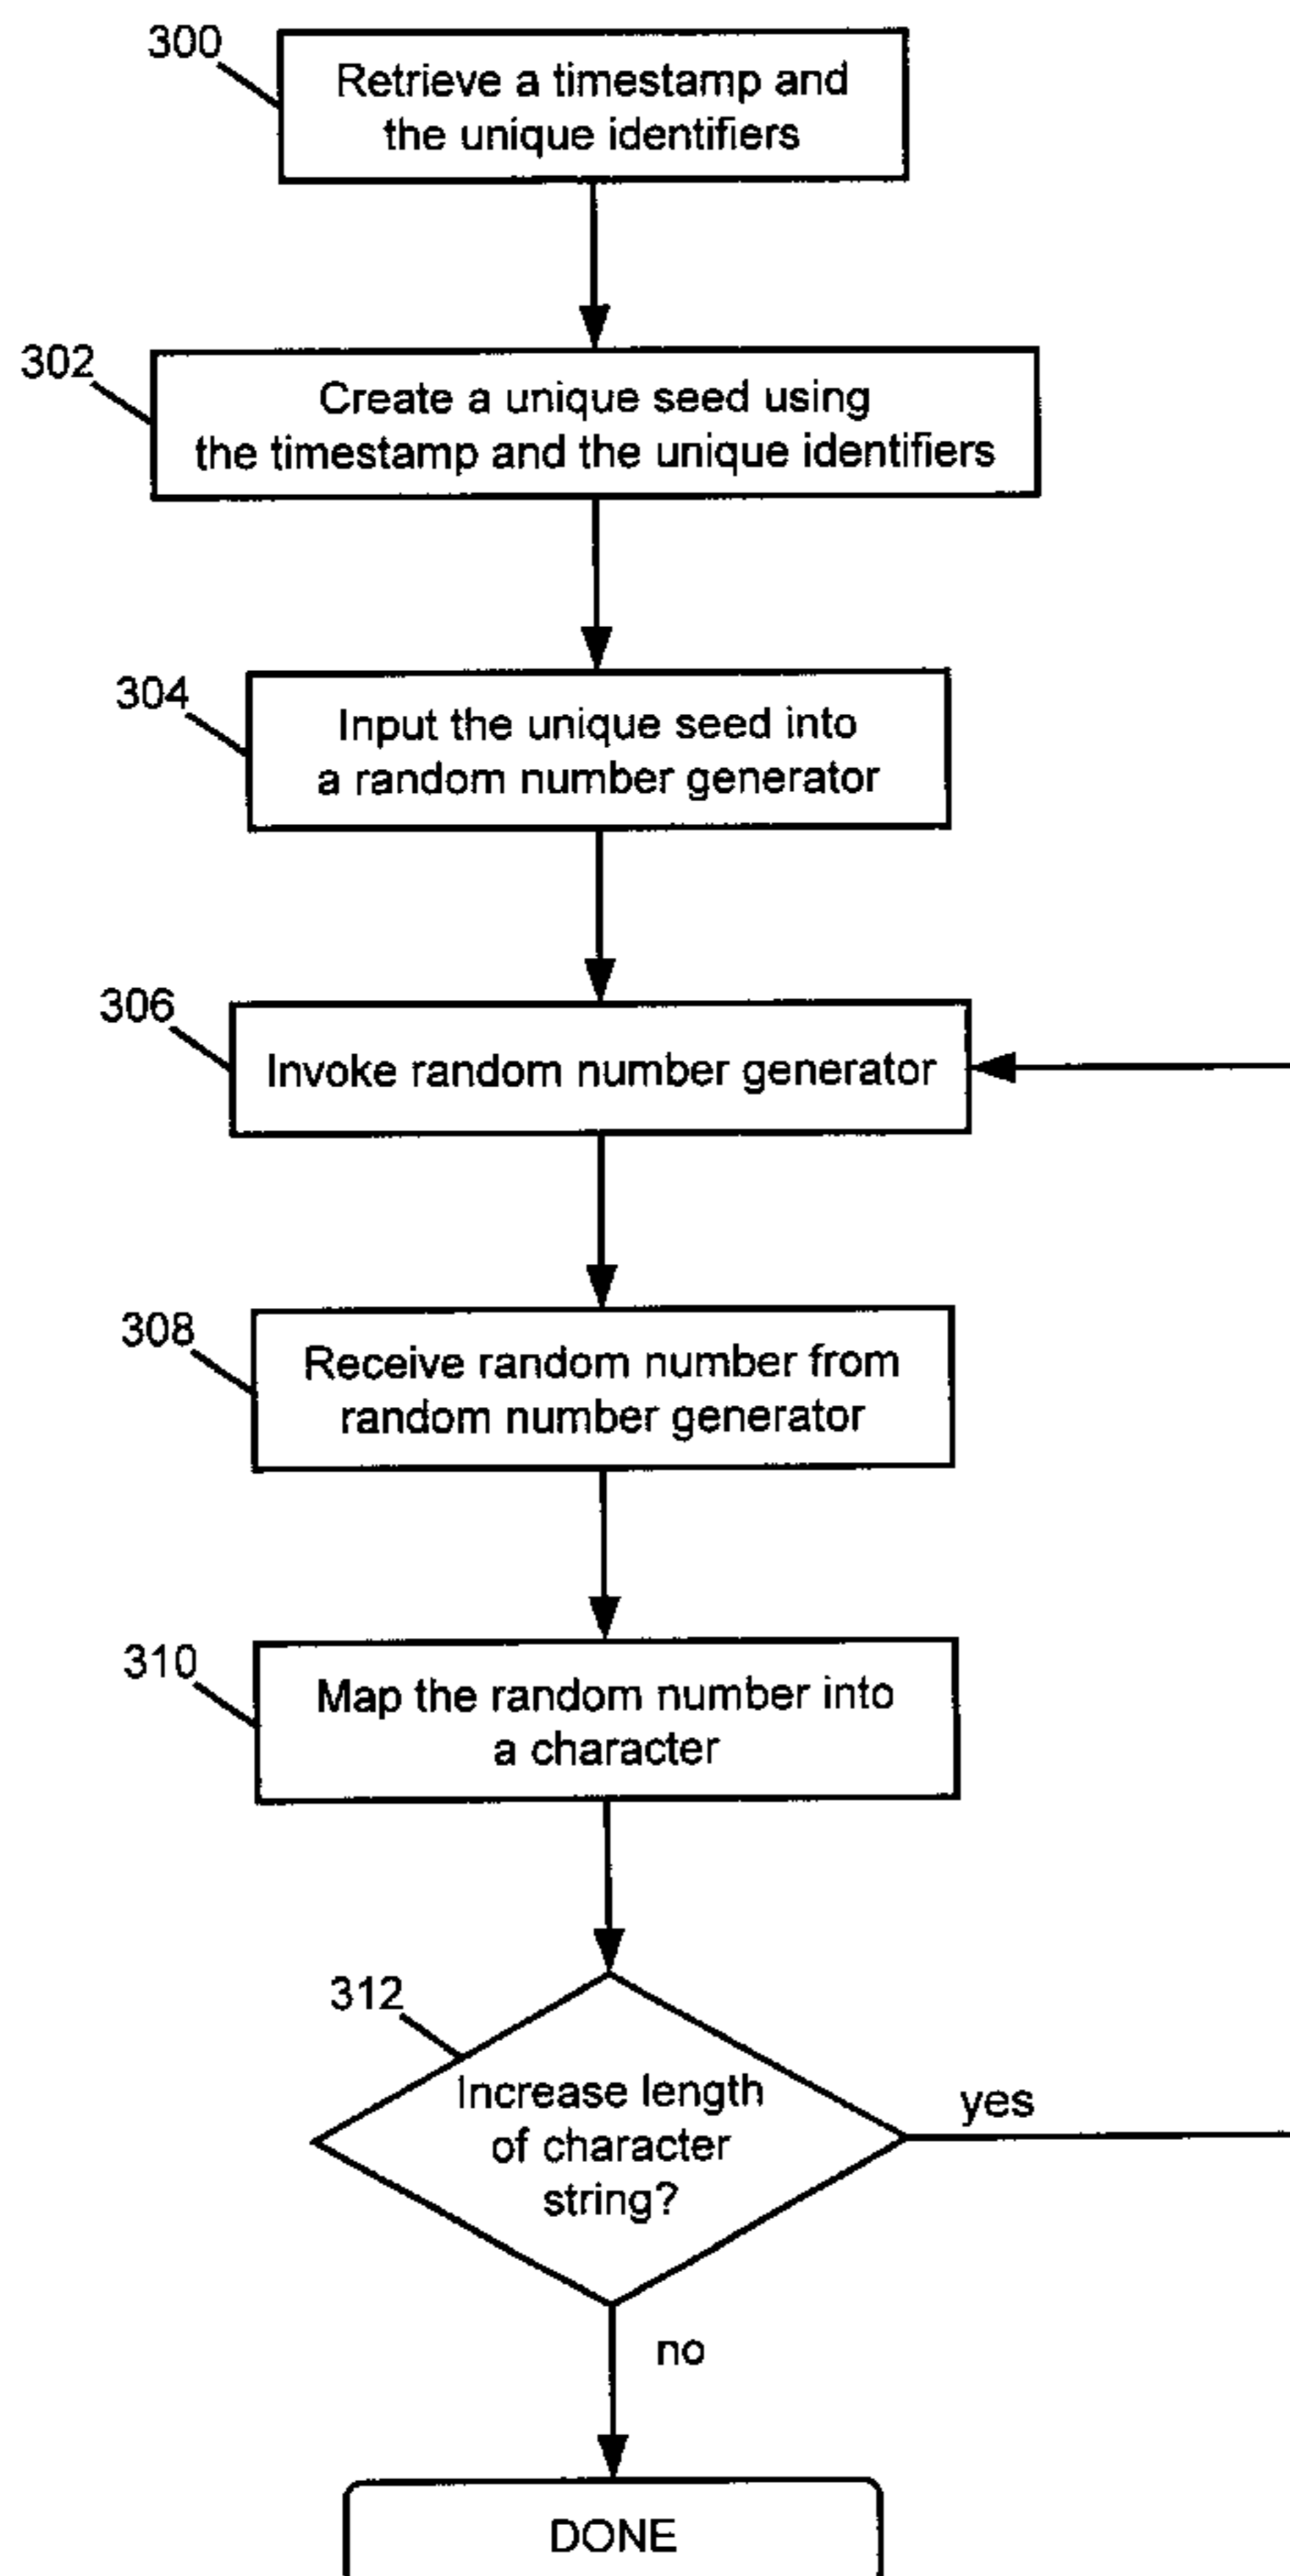 300
Retrieve a timestamp and
the unique identifiers
302
Create a unique seed using
the timestamp and the unique identifiers
304
Input the unique seed into
a random number generator
306
Invoke random number generator
308
Receive random number from
random number generator
310
Map the random number into
a character
312
Increase length
of character
string?
yes
no
DONE